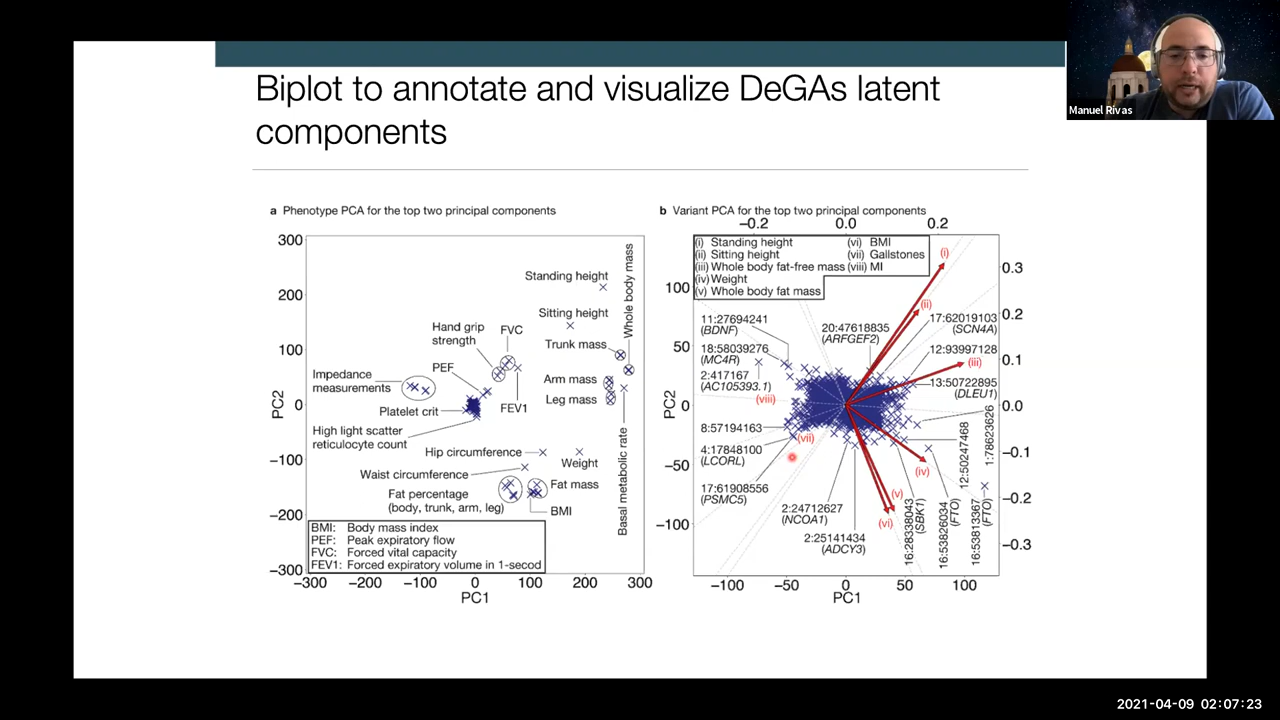 Biplot to annotate and visualize DeGAs latent
components
Manuel Rivas
a Phenotype PCA for the top two principal components
300
200
100
0
−100
−200
−300
PC2
−300
−200
−100
0
100
200
300
PC1
Standing height
Sitting height
Whole body mass
Trunk mass
Hand grip
strength
FVC
PEF
Impedance
measurements
Arm mass
Leg mass
Platelet crit
FEV1
High light scatter
reticulocyte count
Hip circumference
Weight
Waist circumference
Fat mass
Fat percentage
(body, trunk, arm, leg)
BMI
Basal metabolic rate
BMI: Body mass index
PEF: Peak expiratory flow
FVC: Forced vital capacity
FEV1: Forced expiratory volume in 1-secod
b Variant PCA for the top two principal components
−0.2
0.0
0.2
(i) Standing height
(ii) Sitting height
(iii) Whole body fat-free mass
(iv) Weight
(v) Whole body fat mass
(vi) BMI
(vii) Gallstones
(viii) MI
100
50
0
−50
−100
PC2
0.3
0.2
0.1
0.0
−0.1
−0.2
−0.3
−100
−50
0
50
100
PC1
(i)
(ii)
(iii)
(iv)
(v)
(vi)
(vii)
(viii)
11:27694241
(BDNF)
18:58039276
(MC4R)
2:417167
(AC105393.1)
20:47618835
(ARFGEF2)
17:62019103
(SCN4A)
12:93997128
13:50722895
(DLEU1)
8:57194163
4:17848100
(LCORL)
17:61908556
(PSMC5)
2:24712627
(NCOA1)
2:25141434
(ADCY3)
16:28338043
(SBK1)
16:53826034
(FTO)
12:50247468
16:53813367
(FTO)
1:78623626
2021-04-09 02:07:23